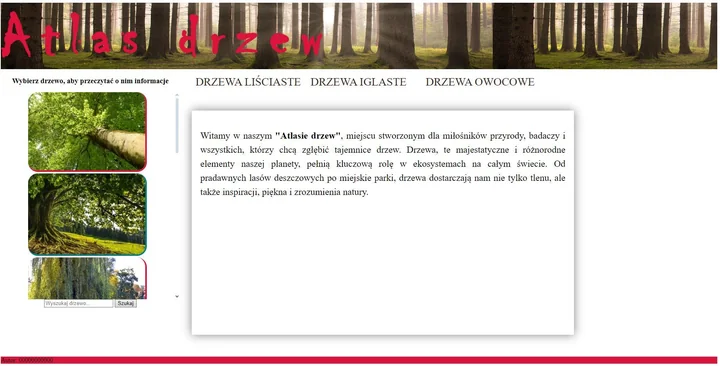 Atlas drzew
Wybierz drzewo, aby przeczytać o nim informacje
DRZEWA LIŚCIASTE DRZEWA IGLASTE DRZEWA OWOCOWE
Witamy w naszym "Atlasie drzew", miejscu stworzonym dla miłośników przyrody, badaczy i
wszystkich, którzy chcą zgłębić tajemnice drzew. Drzewa, te majestatyczne i różnorodne
elementy naszej planety, pełnią kluczową rolę w ekosystemach na całym świecie. Od
pradawnych lasów deszczowych po miejskie parki, drzewa dostarczają nam nie tylko tlenu, ale
także inspiracji, piękna i zrozumienia natury.
Wyszukaj drzewo... Szukaj
Autor: